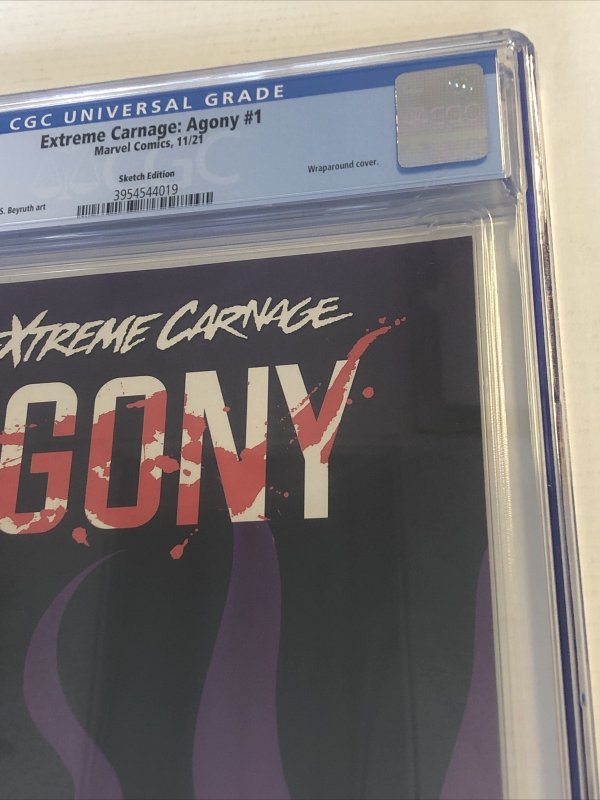 CGC UNIVERSAL GRADE
Extreme Carnage: Agony #1
Marvel Comics, 11/21
Sketch Edition
Wraparound cover.
3954544019
S. Beyruth art
EXTREME CARNAGE
GONY